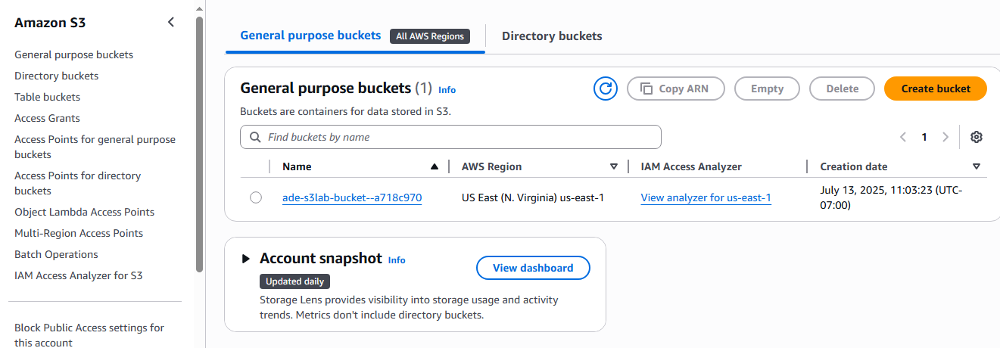 Amazon S3
General purpose buckets
Directory buckets
Table buckets
Access Grants
Access Points for general purpose
buckets
Access Points for directory
buckets
Object Lambda Access Points
Multi-Region Access Points
Batch Operations
IAM Access Analyzer for S3
Block Public Access settings for
this account
General purpose buckets All AWS Regions Directory buckets
General purpose buckets (1) Info Copy ARN Empty Delete Create bucket
Buckets are containers for data stored in S3.
Find buckets by name 1
Name AWS Region IAM Access Analyzer Creation date
ade-s3lab-bucket--a718c970 US East (N. Virginia) us-east-1 View analyzer for us-east-1 July 13, 2025, 11:03:23 (UTC-
07:00)
Account snapshot Info View dashboard
Updated daily
Storage Lens provides visibility into storage usage and activity
trends. Metrics don't include directory buckets.